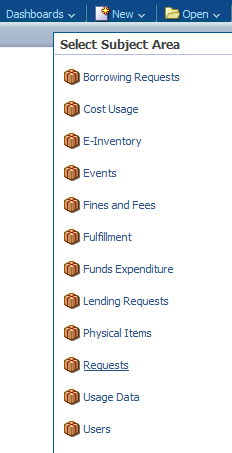 Dashboards New Open
Select Subject Area
Borrowing Requests
Cost Usage
E-Inventory
Events
Fines and Fees
Fulfillment
Funds Expenditure
Lending Requests
Physical Items
Requests
Usage Data
Users